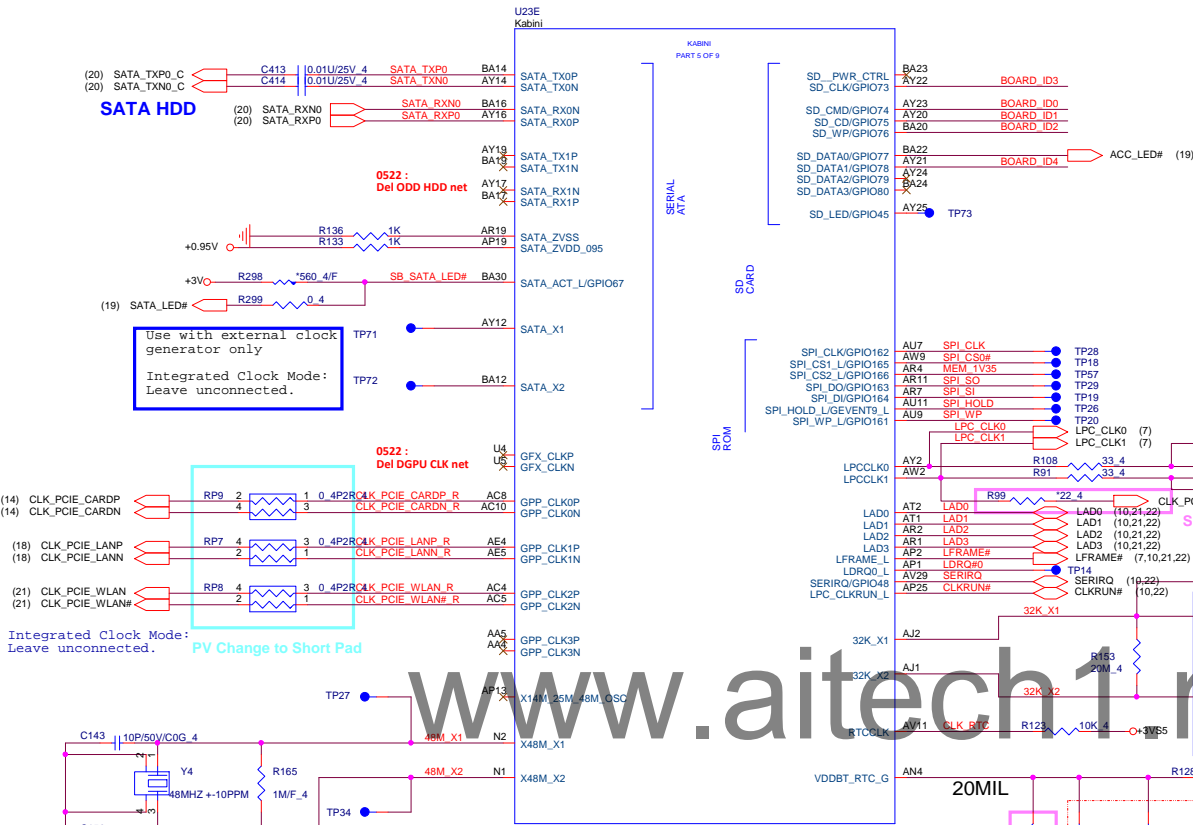 U23E
Kabini
KABINI
PART 5 OF 9
(20) SATA_TXP0_C C413 0.01U/25V_4 SATA_TXP0 BA14 SATA_TX0P
(20) SATA_TXN0_C C414 0.01U/25V_4 SATA_TXN0 AY14 SATA_TX0N
SATA HDD
(20) SATA_RXN0 SATA_RXN0 BA16 SATA_RX0N
(20) SATA_RXP0 SATA_RXP0 AY16 SATA_RX0P
AY19 SATA_TX1P
BA19 SATA_TX1N
0522 :
Del ODD HDD net
AY17 SATA_RX1N
BA17 SATA_RX1P
R136 1K AR19 SATA_ZVSS
+0.95V R133 1K AP19 SATA_ZVDD_095
+3V R298 *560_4/F SB_SATA_LED# BA30 SATA_ACT_L/GPIO67
(19) SATA_LED# R299 0_4
Use with external clock
generator only
Integrated Clock Mode:
Leave unconnected.
TP71 AY12 SATA_X1
TP72 BA12 SATA_X2
SERIAL
ATA
0522 :
Del DGPU CLK net
U4 GFX_CLKP
U5 GFX_CLKN
(14) CLK_PCIE_CARDP RP9 2 1 0_4P2R CLK_PCIE_CARDP_R AC8 GPP_CLK0P
(14) CLK_PCIE_CARDN 4 3 CLK_PCIE_CARDN_R AC10 GPP_CLK0N
(18) CLK_PCIE_LANP RP7 4 3 0_4P2R CLK_PCIE_LANP_R AE4 GPP_CLK1P
(18) CLK_PCIE_LANN 2 1 CLK_PCIE_LANN_R AE5 GPP_CLK1N
(21) CLK_PCIE_WLAN RP8 4 3 0_4P2R CLK_PCIE_WLAN_R AC4 GPP_CLK2P
(21) CLK_PCIE_WLAN# 2 1 CLK_PCIE_WLAN#_R AC5 GPP_CLK2N
Integrated Clock Mode:
Leave unconnected.
PV Change to Short Pad
AA5 GPP_CLK3P
AA4 GPP_CLK3N
TP27 AP13 X14M_25M_48M_OSC
C143 10P/50V/C0G_4 48M_X1 N2 X48M_X1
2 1
Y4
48MHZ +-10PPM
4 3
R165
1M/F_4
48M_X2 N1 X48M_X2
TP34
SD__PWR_CTRL BA23
SD_CLK/GPIO73 AY22 BOARD_ID3
SD_CMD/GPIO74 AY23 BOARD_ID0
SD_CD/GPIO75 AY20 BOARD_ID1
SD_WP/GPIO76 BA20 BOARD_ID2
SD_DATA0/GPIO77 BA22 ACC_LED# (19)
SD_DATA1/GPIO78 AY21 BOARD_ID4
SD_DATA2/GPIO79 AY24
SD_DATA3/GPIO80 BA24
SD_LED/GPIO45 AY25 TP73
SD
CARD
SPI_CLK/GPIO162 AU7 SPI_CLK TP28
SPI_CS1_L/GPIO165 AW9 SPI_CS0# TP18
SPI_CS2_L/GPIO166 AR4 MEM_1V35 TP57
SPI_DO/GPIO163 AR11 SPI_SO TP29
SPI_DI/GPIO164 AR7 SPI_SI TP19
SPI_HOLD_L/GEVENT9_L AU11 SPI_HOLD TP26
SPI_WP_L/GPIO161 AU9 SPI_WP TP20
SPI
ROM
LPC_CLK0 LPC_CLK0 (7)
LPC_CLK1 LPC_CLK1 (7)
LPCCLK0 AY2 R108 33_4
LPCCLK1 AW2 R91 33_4
R99 *22_4
LAD0 AT2 LAD0 LAD0 (10,21,22)
LAD1 AT1 LAD1 LAD1 (10,21,22)
LAD2 AR2 LAD2 LAD2 (10,21,22)
LAD3 AR1 LAD3 LAD3 (10,21,22)
LFRAME_L AP2 LFRAME# LFRAME# (7,10,21,22)
LDRQ0_L AP1 LDRQ#0 TP14
SERIRQ/GPIO48 AV29 SERIRQ SERIRQ (10,22)
LPC_CLKRUN_L AP25 CLKRUN# CLKRUN# (10,22)
32K_X1 AJ2 32K_X1
R153
20M_4
32K_X2 AJ1 32K_X2
www.aitech1.
RTCCLK AV11 CLK_RTC R123 10K_4 +3VS5
VDDBT_RTC_G AN4
20MIL
R128